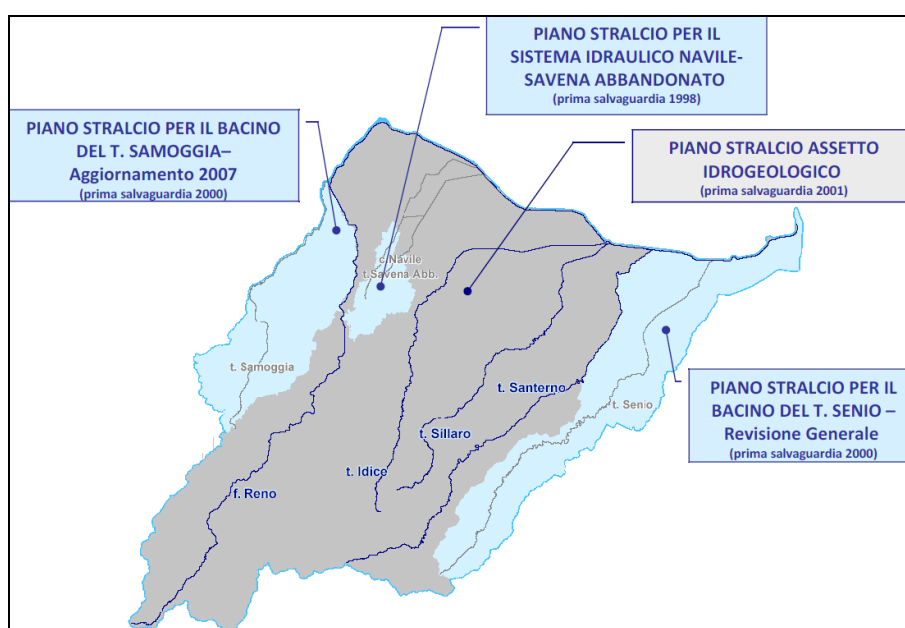 PIANO STRALCIO PER IL
SISTEMA IDRAULICO NAVILE-
SAVENA ABBANDONATO
(prima salvaguardia 1998)
PIANO STRALCIO PER IL BACINO
DEL T. SAMOGGIA–
Aggiornamento 2007
(prima salvaguardia 2000)
PIANO STRALCIO ASSETTO
IDROGEOLOGICO
(prima salvaguardia 2001)
c.Navile
t.Savena Abb.
t. Samoggia
t. Santerno
t. Senio
t. Sillaro
t. Idice
f. Reno
PIANO STRALCIO PER IL
BACINO DEL T. SENIO –
Revisione Generale
(prima salvaguardia 2000)